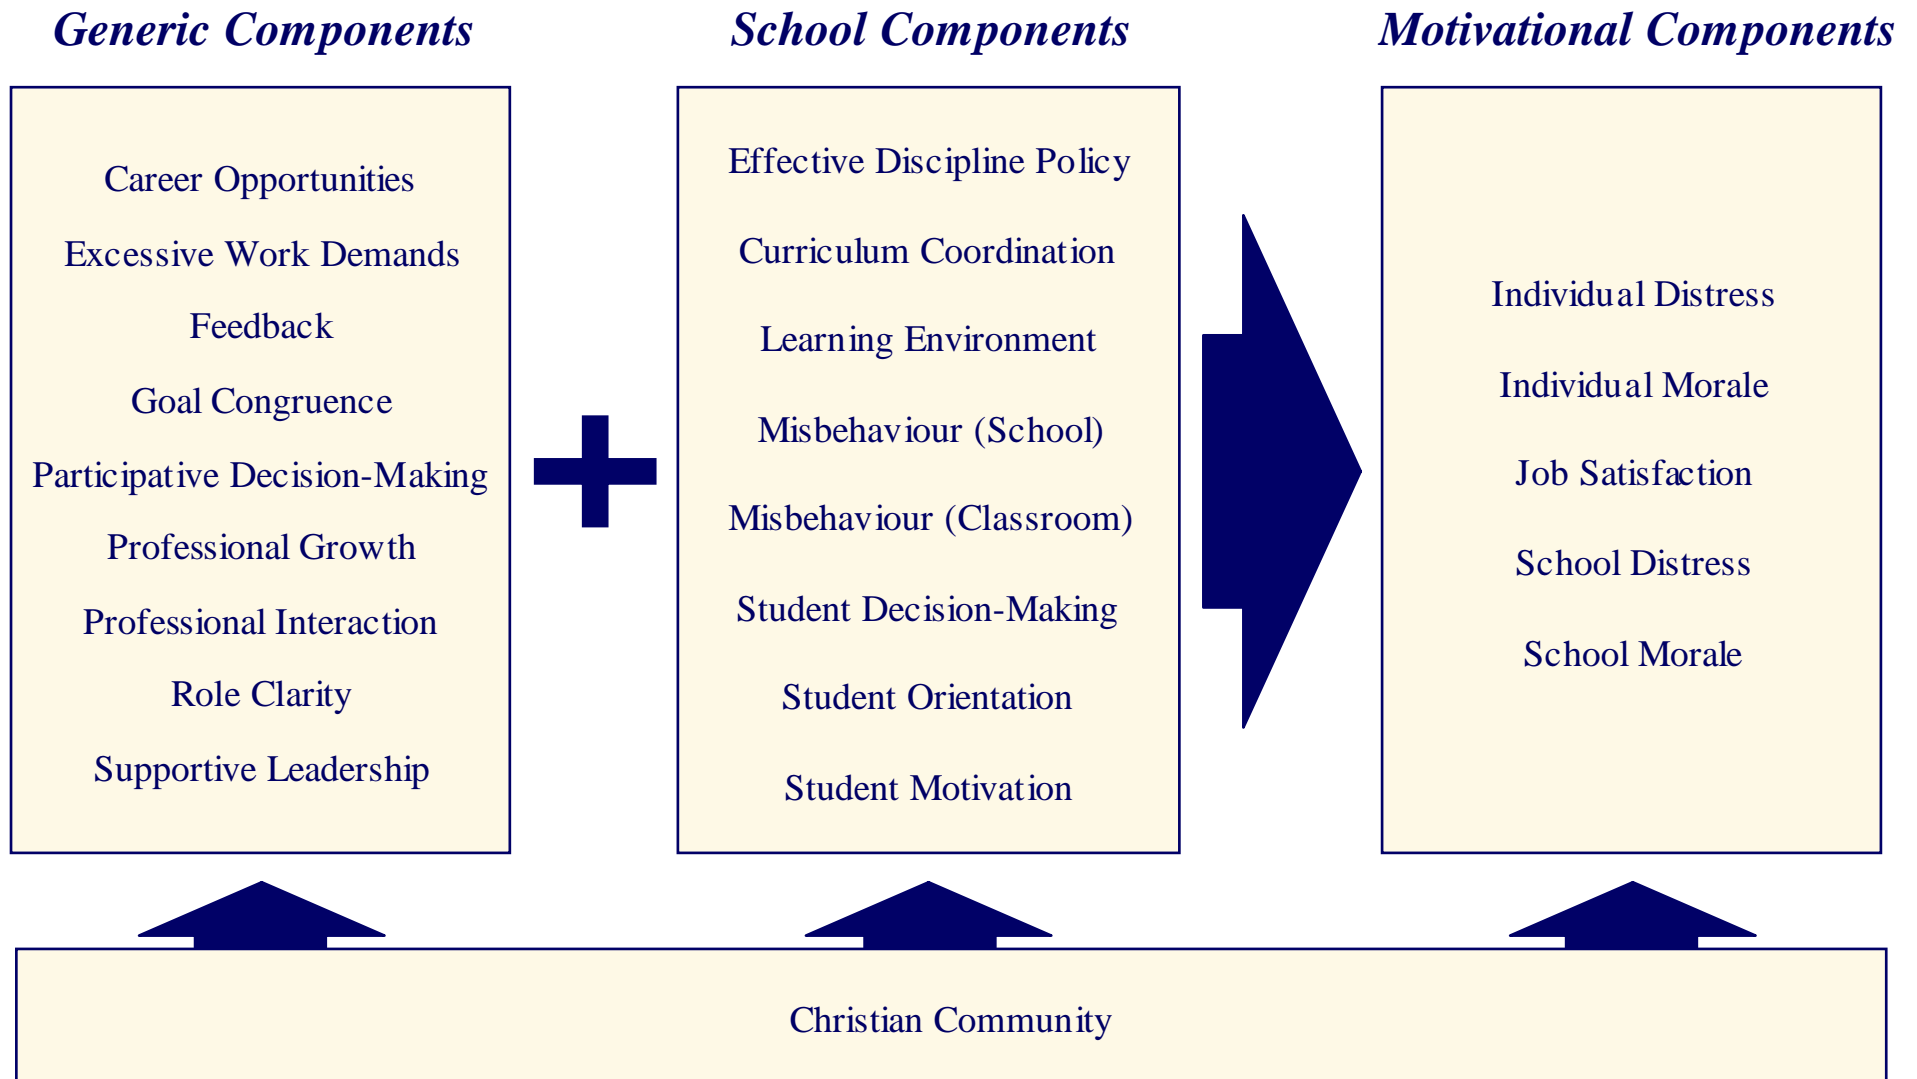 Generic Components
School Components
Motivational Components
Career Opportunities
Excessive Work Demands
Feedback
Goal Congruence
Participative Decision-Making
Professional Growth
Professional Interaction
Role Clarity
Supportive Leadership
Effective Discipline Policy
Curriculum Coordination
Learning Environment
Misbehaviour (School)
Misbehaviour (Classroom)
Student Decision-Making
Student Orientation
Student Motivation
Individual Distress
Individual Morale
Job Satisfaction
School Distress
School Morale
Christian Community